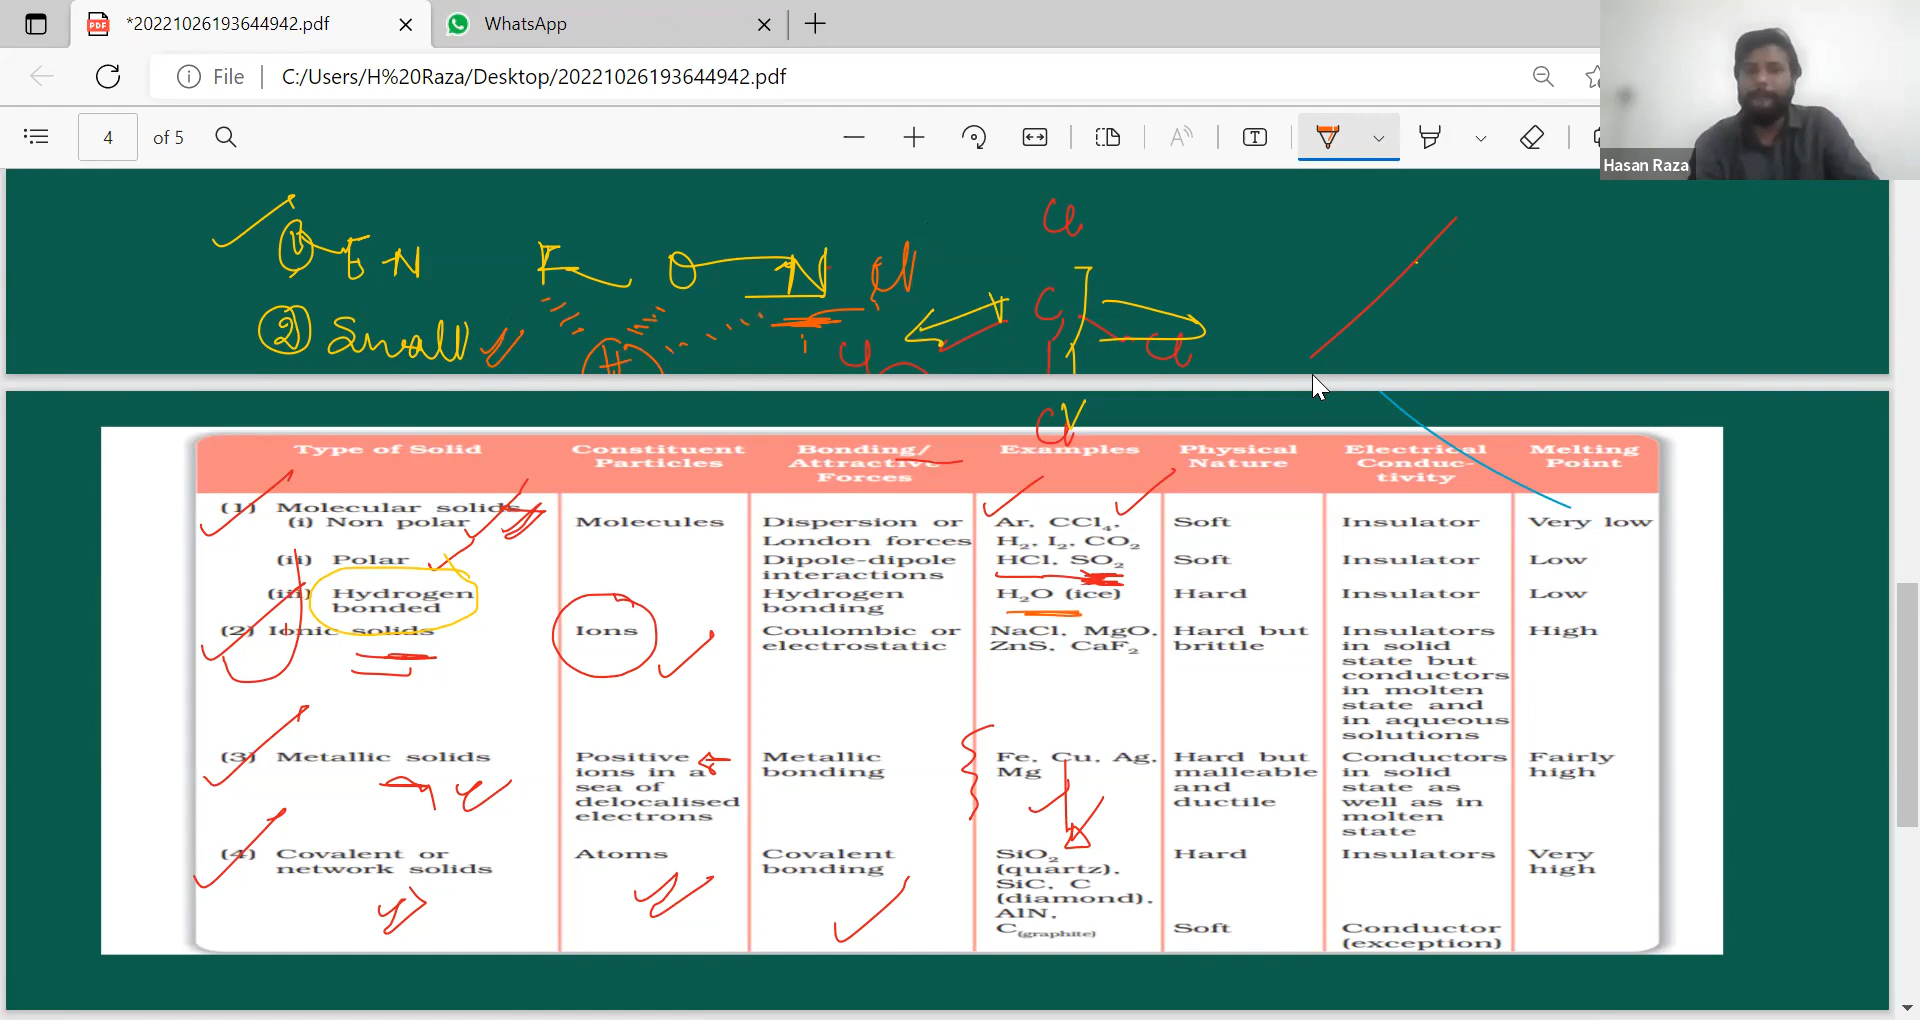 *20221026193644942.pdf
WhatsApp
File
C:/Users/H%20Raza/Desktop/20221026193644942.pdf
4 of 5
Hasan Raza
① E N
F O N Cl
② Small
H
Cl
C
Cl
Cl
Type of Solid
Constituent Particles
Bonding/ Attractive Forces
Examples
Physical Nature
Electrical Conduc-tivity
Melting Point
(1) Molecular solids
(i) Non polar
Molecules
Dispersion or London forces
Ar, CCl₄, H₂, I₂, CO₂
Soft
Insulator
Very low
(ii) Polar
Dipole-dipole interactions
HCl, SO₂
Soft
Insulator
Low
(iii) Hydrogen bonded
Hydrogen bonding
H₂O (ice)
Hard
Insulator
Low
(2) Ionic solids
Ions
Coulombic or electrostatic
NaCl, MgO, ZnS, CaF₂
Hard but brittle
Insulators in solid state but conductors in molten state and in aqueous solutions
High
(3) Metallic solids
Positive ions in a sea of delocalised electrons
Metallic bonding
Fe, Cu, Ag, Mg
Hard but malleable and ductile
Conductors in solid state as well as in molten state
Fairly high
(4) Covalent or network solids
Atoms
Covalent bonding
SiO₂ (quartz), SiC, C (diamond), AlN,
Hard
Insulators
Very high
C(graphite)
Soft
Conductor (exception)